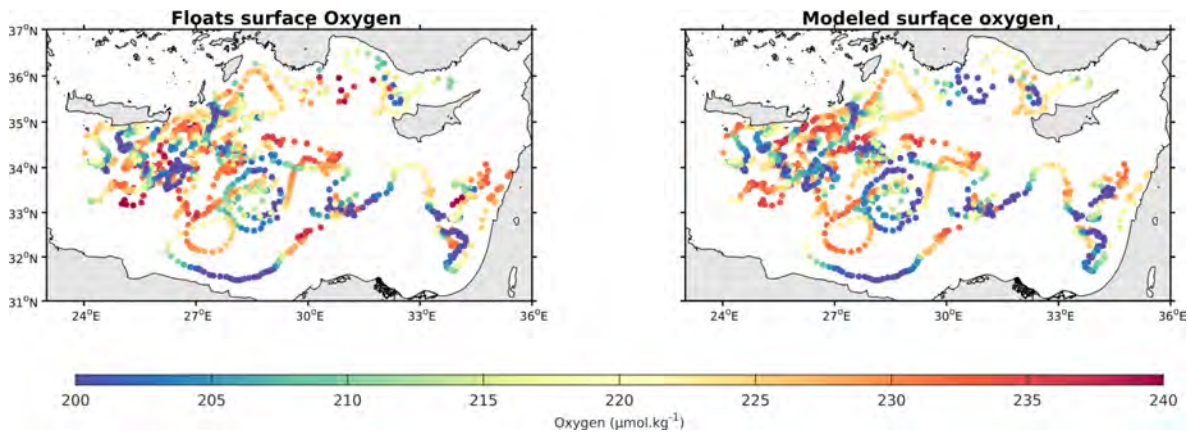 Floats surface Oxygen
Modeled surface oxygen
37°N
36°N
35°N
34°N
33°N
32°N
31°N
24°E 27°E 30°E 33°E 36°E
24°E 27°E 30°E 33°E 36°E
200 205 210 215 220 225 230 235 240
Oxygen (μmol.kg⁻¹)